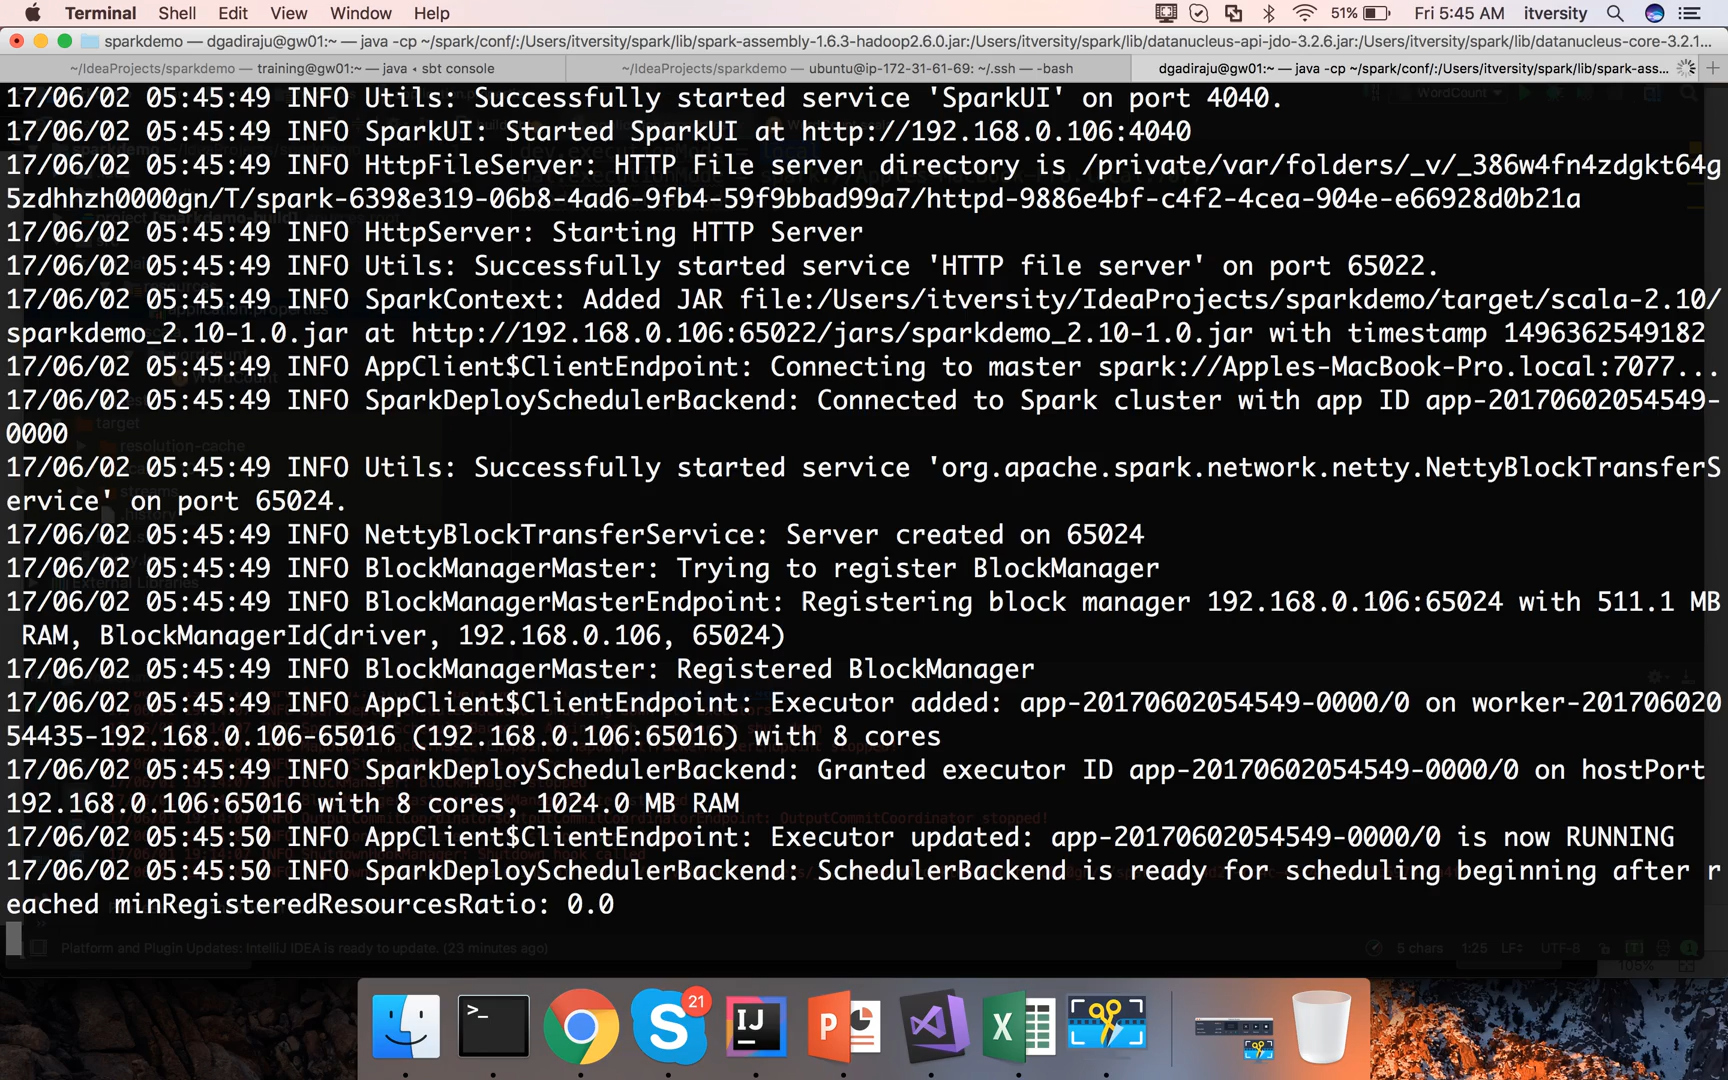 Terminal Shell Edit View Window Help 51% Fri 5:45 AM itversity
sparkdemo — dgadiraju@gw01:~ — java -cp ~/spark/conf/:/Users/itversity/spark/lib/spark-assembly-1.6.3-hadoop2.6.0.jar:/Users/itversity/spark/lib/datanucleus-api-jdo-3.2.6.jar:/Users/itversity/spark/lib/datanucleus-core-3.2.1...
~/IdeaProjects/sparkdemo — training@gw01:~ — java ◂ sbt console ~/IdeaProjects/sparkdemo — ubuntu@ip-172-31-61-69: ~/.ssh — -bash dgadiraju@gw01:~ — java -cp ~/spark/conf/:/Users/itversity/spark/lib/spark-ass...
17/06/02 05:45:49 INFO Utils: Successfully started service 'SparkUI' on port 4040.
17/06/02 05:45:49 INFO SparkUI: Started SparkUI at http://192.168.0.106:4040
17/06/02 05:45:49 INFO HttpFileServer: HTTP File server directory is /private/var/folders/_v/_386w4fn4zdgkt64g
5zdhhzh0000gn/T/spark-6398e319-06b8-4ad6-9fb4-59f9bbad99a7/httpd-9886e4bf-c4f2-4cea-904e-e66928d0b21a
17/06/02 05:45:49 INFO HttpServer: Starting HTTP Server
17/06/02 05:45:49 INFO Utils: Successfully started service 'HTTP file server' on port 65022.
17/06/02 05:45:49 INFO SparkContext: Added JAR file:/Users/itversity/IdeaProjects/sparkdemo/target/scala-2.10/
sparkdemo_2.10-1.0.jar at http://192.168.0.106:65022/jars/sparkdemo_2.10-1.0.jar with timestamp 1496362549182
17/06/02 05:45:49 INFO AppClient$ClientEndpoint: Connecting to master spark://Apples-MacBook-Pro.local:7077...
17/06/02 05:45:49 INFO SparkDeploySchedulerBackend: Connected to Spark cluster with app ID app-20170602054549-
0000
17/06/02 05:45:49 INFO Utils: Successfully started service 'org.apache.spark.network.netty.NettyBlockTransferS
ervice' on port 65024.
17/06/02 05:45:49 INFO NettyBlockTransferService: Server created on 65024
17/06/02 05:45:49 INFO BlockManagerMaster: Trying to register BlockManager
17/06/02 05:45:49 INFO BlockManagerMasterEndpoint: Registering block manager 192.168.0.106:65024 with 511.1 MB
RAM, BlockManagerId(driver, 192.168.0.106, 65024)
17/06/02 05:45:49 INFO BlockManagerMaster: Registered BlockManager
17/06/02 05:45:49 INFO AppClient$ClientEndpoint: Executor added: app-20170602054549-0000/0 on worker-201706020
54435-192.168.0.106-65016 (192.168.0.106:65016) with 8 cores
17/06/02 05:45:49 INFO SparkDeploySchedulerBackend: Granted executor ID app-20170602054549-0000/0 on hostPort
192.168.0.106:65016 with 8 cores, 1024.0 MB RAM
17/06/02 05:45:50 INFO AppClient$ClientEndpoint: Executor updated: app-20170602054549-0000/0 is now RUNNING
17/06/02 05:45:50 INFO SparkDeploySchedulerBackend: SchedulerBackend is ready for scheduling beginning after r
eached minRegisteredResourcesRatio: 0.0
Platform and Plugin Updates: IntelliJ IDEA is ready to update. (23 minutes ago) 5 chars 1:25 LF÷ UTF-8
105%
21